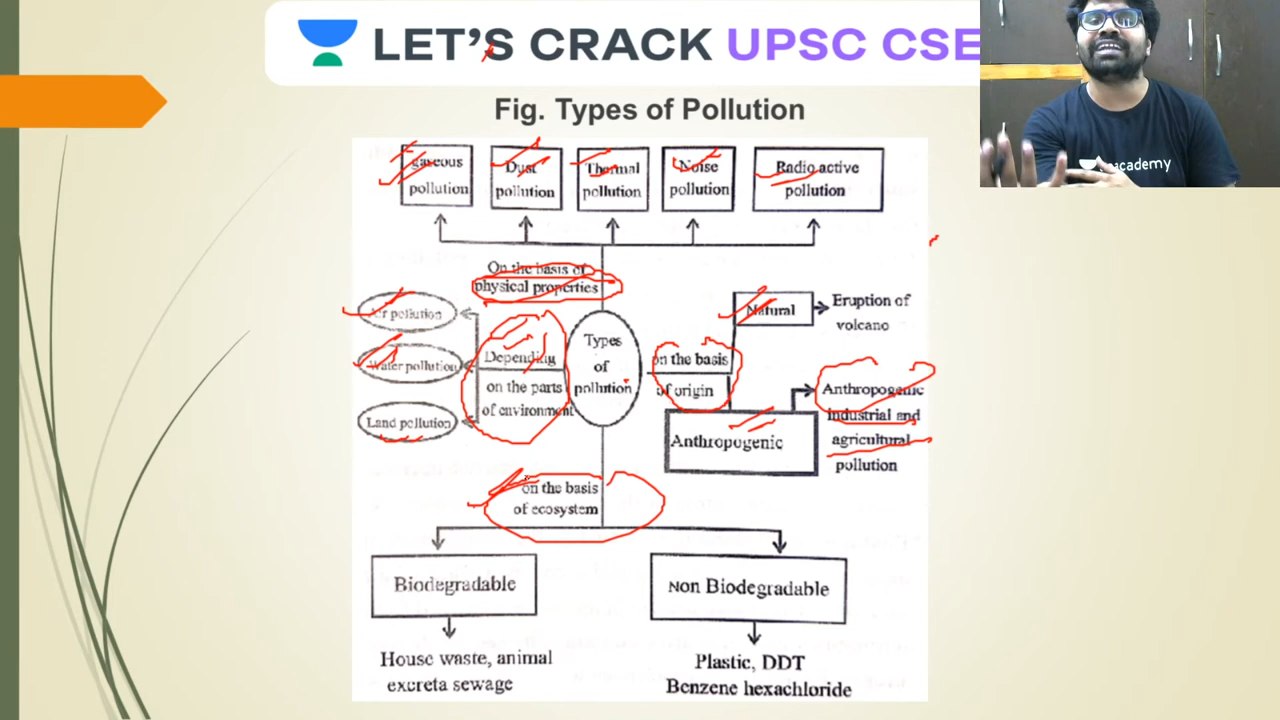 LET'S CRACK UPSC CSE
Fig. Types of Pollution
gaseous
pollution
Dust
pollution
Thermal
pollution
Noise
pollution
Radio active
pollution
On the basis of
physical properties
Air pollution
Water pollution
Land pollution
Depending
on the parts
of environment
Types
of
pollution
on the basis
of origin
Natural
Eruption of
volcano
Anthropogenic
Anthropogenic
industrial and
agricultural
pollution
on the basis
of ecosystem
Biodegradable
Non Biodegradable
House waste, animal
excreta sewage
Plastic, DDT
Benzene hexachloride
academy